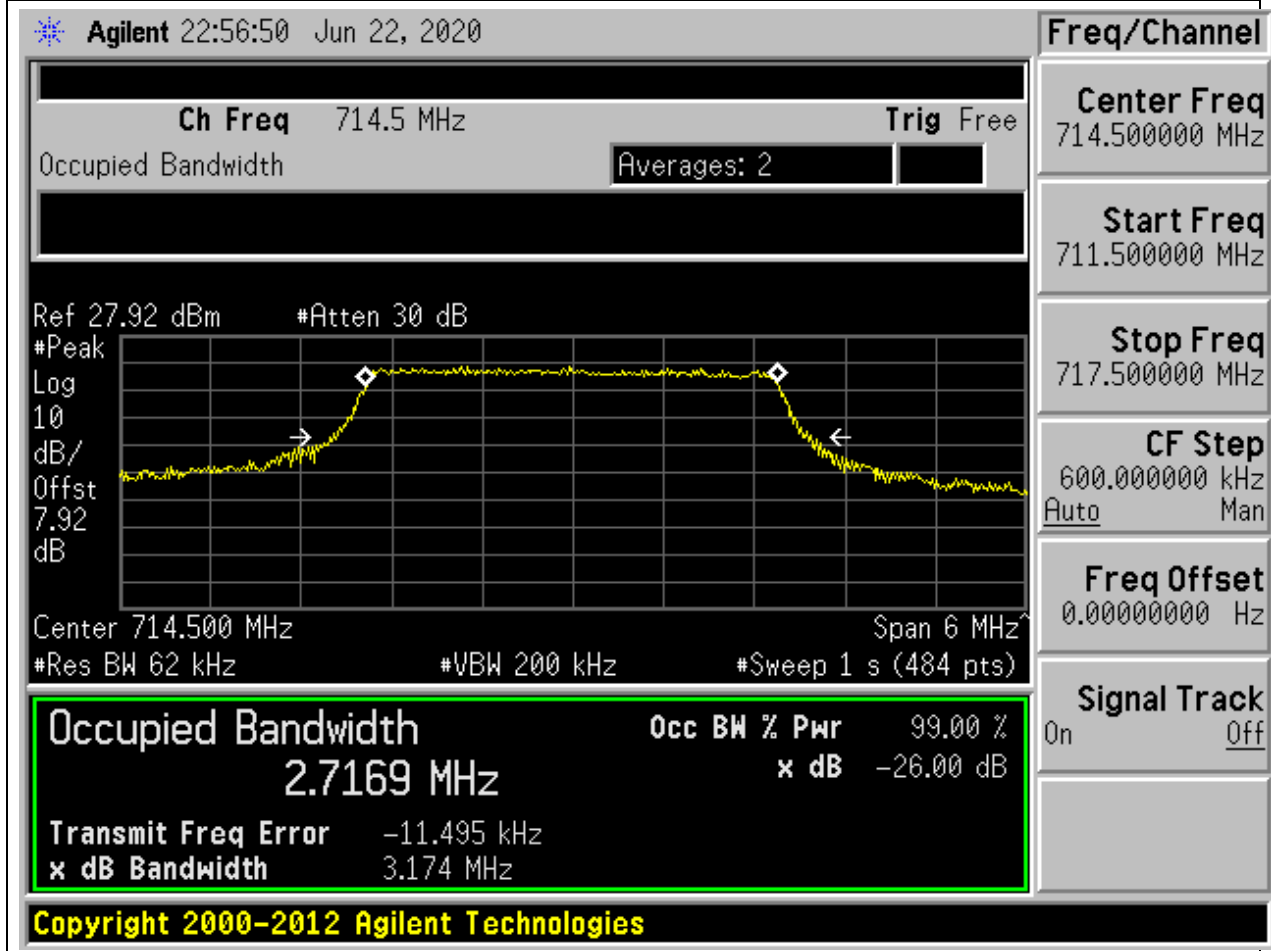 Agilent 22:56:50 Jun 22, 2020
Freq/Channel
Ch Freq 714.5 MHz Trig Free
Occupied Bandwidth Averages: 2
Ref 27.92 dBm #Atten 30 dB
#Peak
Log
10
dB/
Offst
7.92
dB
Center 714.500 MHz Span 6 MHz^
#Res BW 62 kHz #VBW 200 kHz #Sweep 1 s (484 pts)
Occupied Bandwidth Occ BW % Pwr 99.00 %
2.7169 MHz x dB -26.00 dB
Transmit Freq Error -11.495 kHz
x dB Bandwidth 3.174 MHz
Center Freq
714.500000 MHz
Start Freq
711.500000 MHz
Stop Freq
717.500000 MHz
CF Step
600.000000 kHz
Auto Man
Freq Offset
0.00000000 Hz
Signal Track
On Off
Copyright 2000-2012 Agilent Technologies